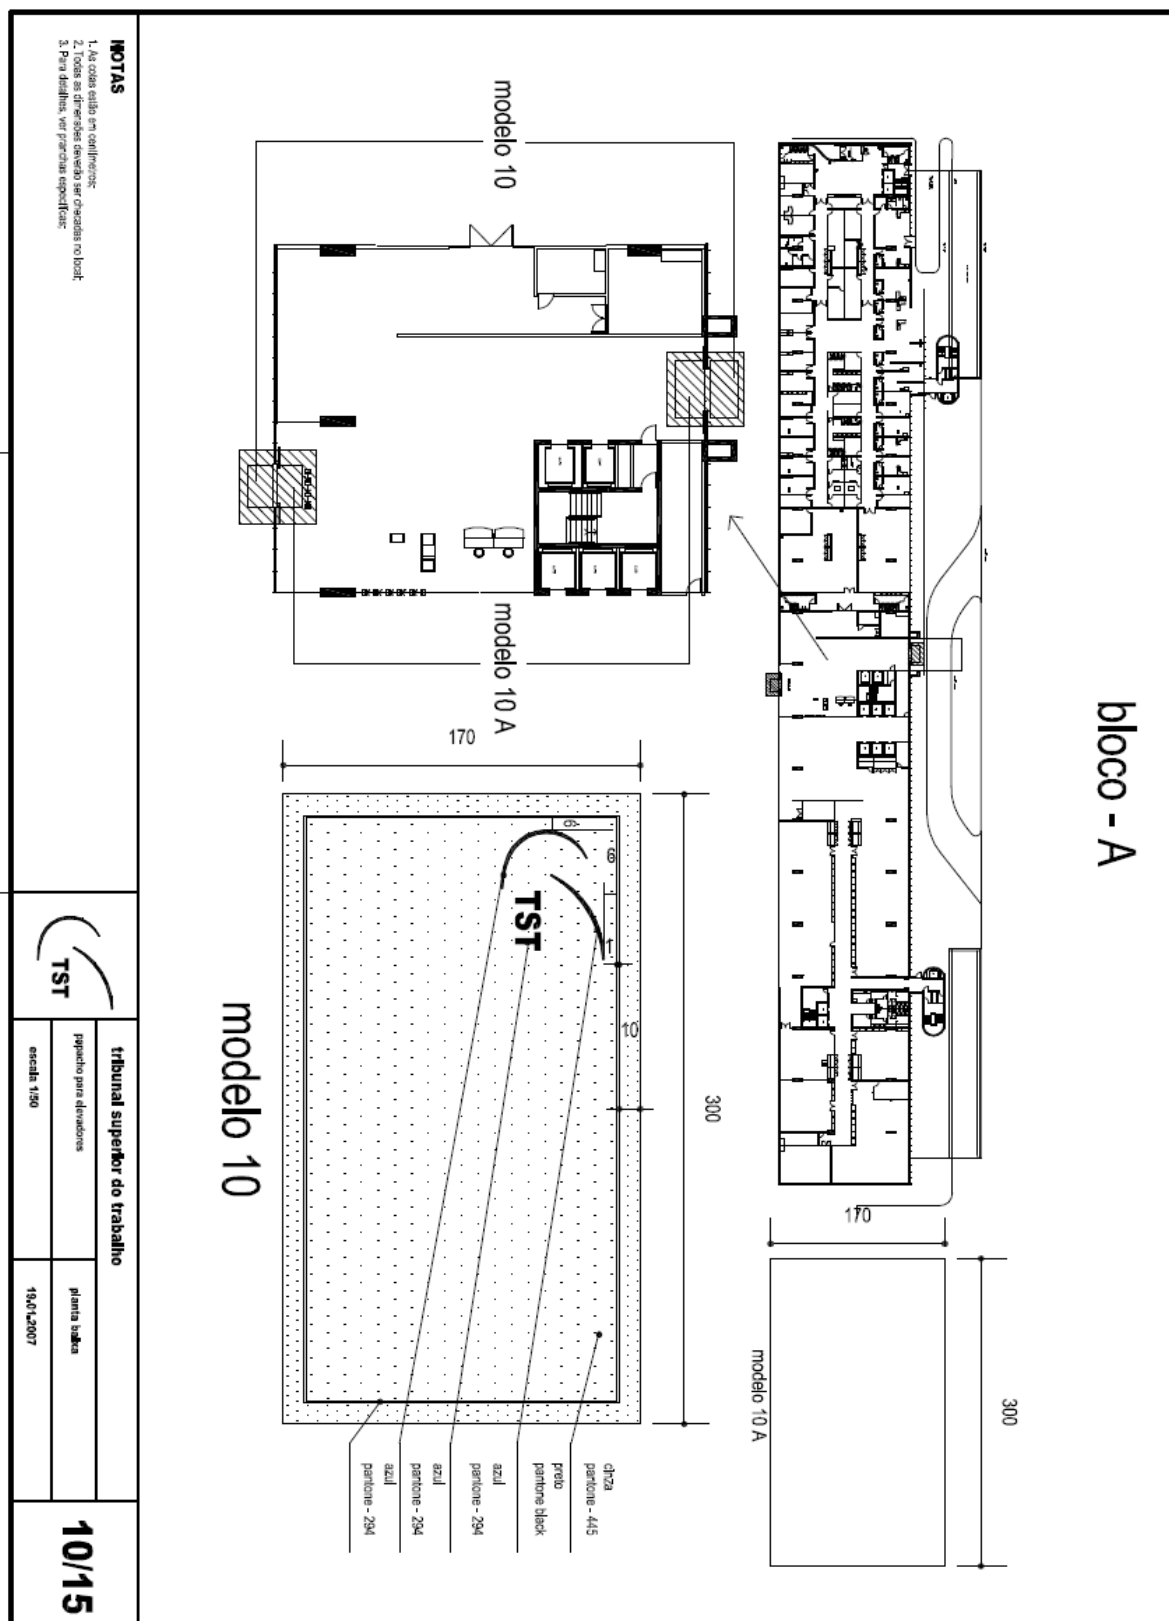 bloco - A
170
300
modelo 10 A
modelo 10
modelo 10 A
170
300
6
8
1
10
TST
cinza
pantone - 445
preto
pantone black
azul
pantone - 294
azul
pantone - 294
azul
pantone - 294
modelo 10
NOTAS
1. As cotas estão em centímetros;
2. Todas as dimensões deverão ser checadas no local;
3. Para detalhes, ver pranchas específicas;
TST
tribunal superior do trabalho
papacho para elevadores
planta baixa
escala 1/50
19.01.2007
10/15